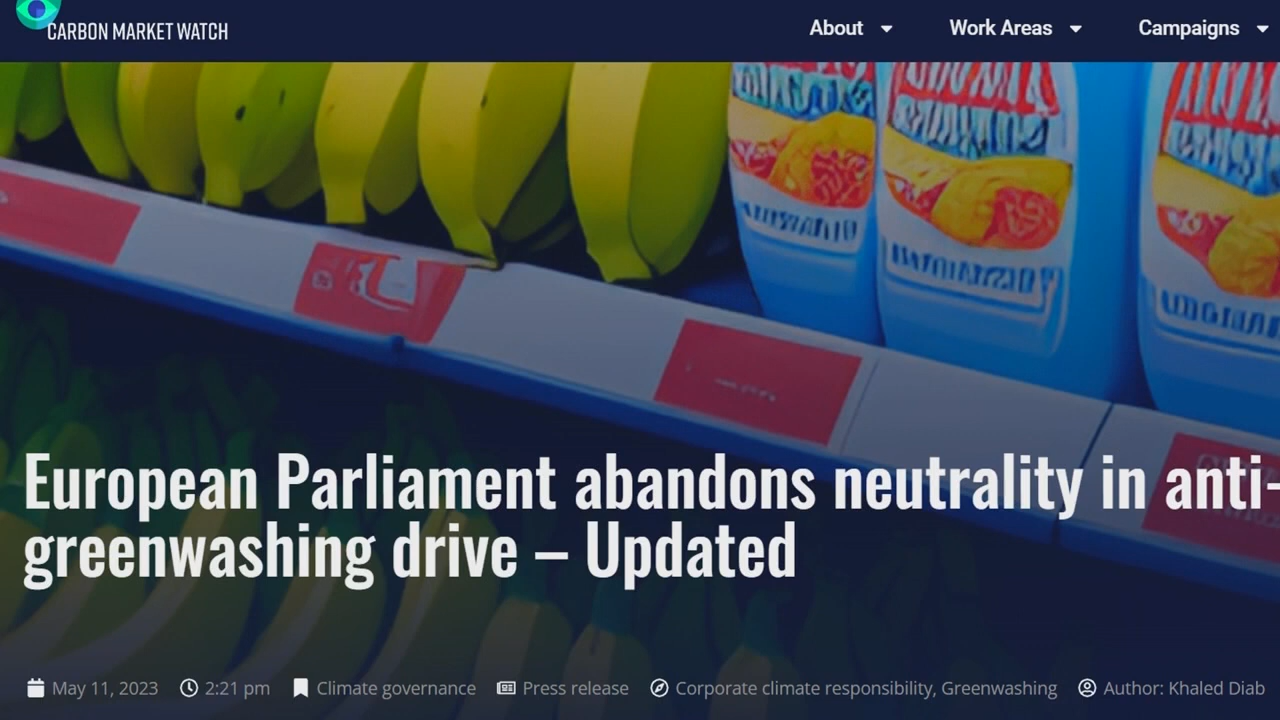 CARBON MARKET WATCH
About
Work Areas
Campaigns
European Parliament abandons neutrality in anti-
greenwashing drive – Updated
May 11, 2023
2:21 pm
Climate governance
Press release
Corporate climate responsibility, Greenwashing
Author: Khaled Diab